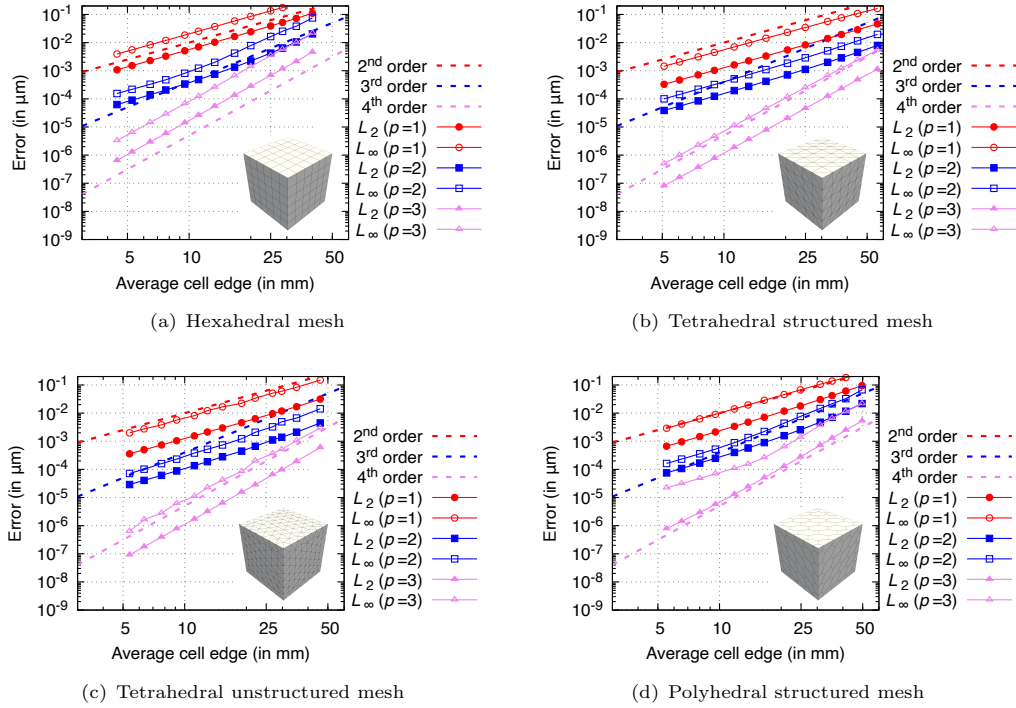 10⁻¹
10⁻²
10⁻³
10⁻⁴
10⁻⁵
10⁻⁶
10⁻⁷
10⁻⁸
10⁻⁹
Error (in µm)
5 10 25 50
Average cell edge (in mm)
2nd order
3rd order
4th order
L2 (p=1)
L∞ (p=1)
L2 (p=2)
L∞ (p=2)
L2 (p=3)
L∞ (p=3)
(a) Hexahedral mesh
10⁻¹
10⁻²
10⁻³
10⁻⁴
10⁻⁵
10⁻⁶
10⁻⁷
10⁻⁸
10⁻⁹
Error (in µm)
5 10 25 50
Average cell edge (in mm)
2nd order
3rd order
4th order
L2 (p=1)
L∞ (p=1)
L2 (p=2)
L∞ (p=2)
L2 (p=3)
L∞ (p=3)
(b) Tetrahedral structured mesh
10⁻¹
10⁻²
10⁻³
10⁻⁴
10⁻⁵
10⁻⁶
10⁻⁷
10⁻⁸
10⁻⁹
Error (in µm)
5 10 25 50
Average cell edge (in mm)
2nd order
3rd order
4th order
L2 (p=1)
L∞ (p=1)
L2 (p=2)
L∞ (p=2)
L2 (p=3)
L∞ (p=3)
(c) Tetrahedral unstructured mesh
10⁻¹
10⁻²
10⁻³
10⁻⁴
10⁻⁵
10⁻⁶
10⁻⁷
10⁻⁸
10⁻⁹
Error (in µm)
5 10 25 50
Average cell edge (in mm)
2nd order
3rd order
4th order
L2 (p=1)
L∞ (p=1)
L2 (p=2)
L∞ (p=2)
L2 (p=3)
L∞ (p=3)
(d) Polyhedral structured mesh